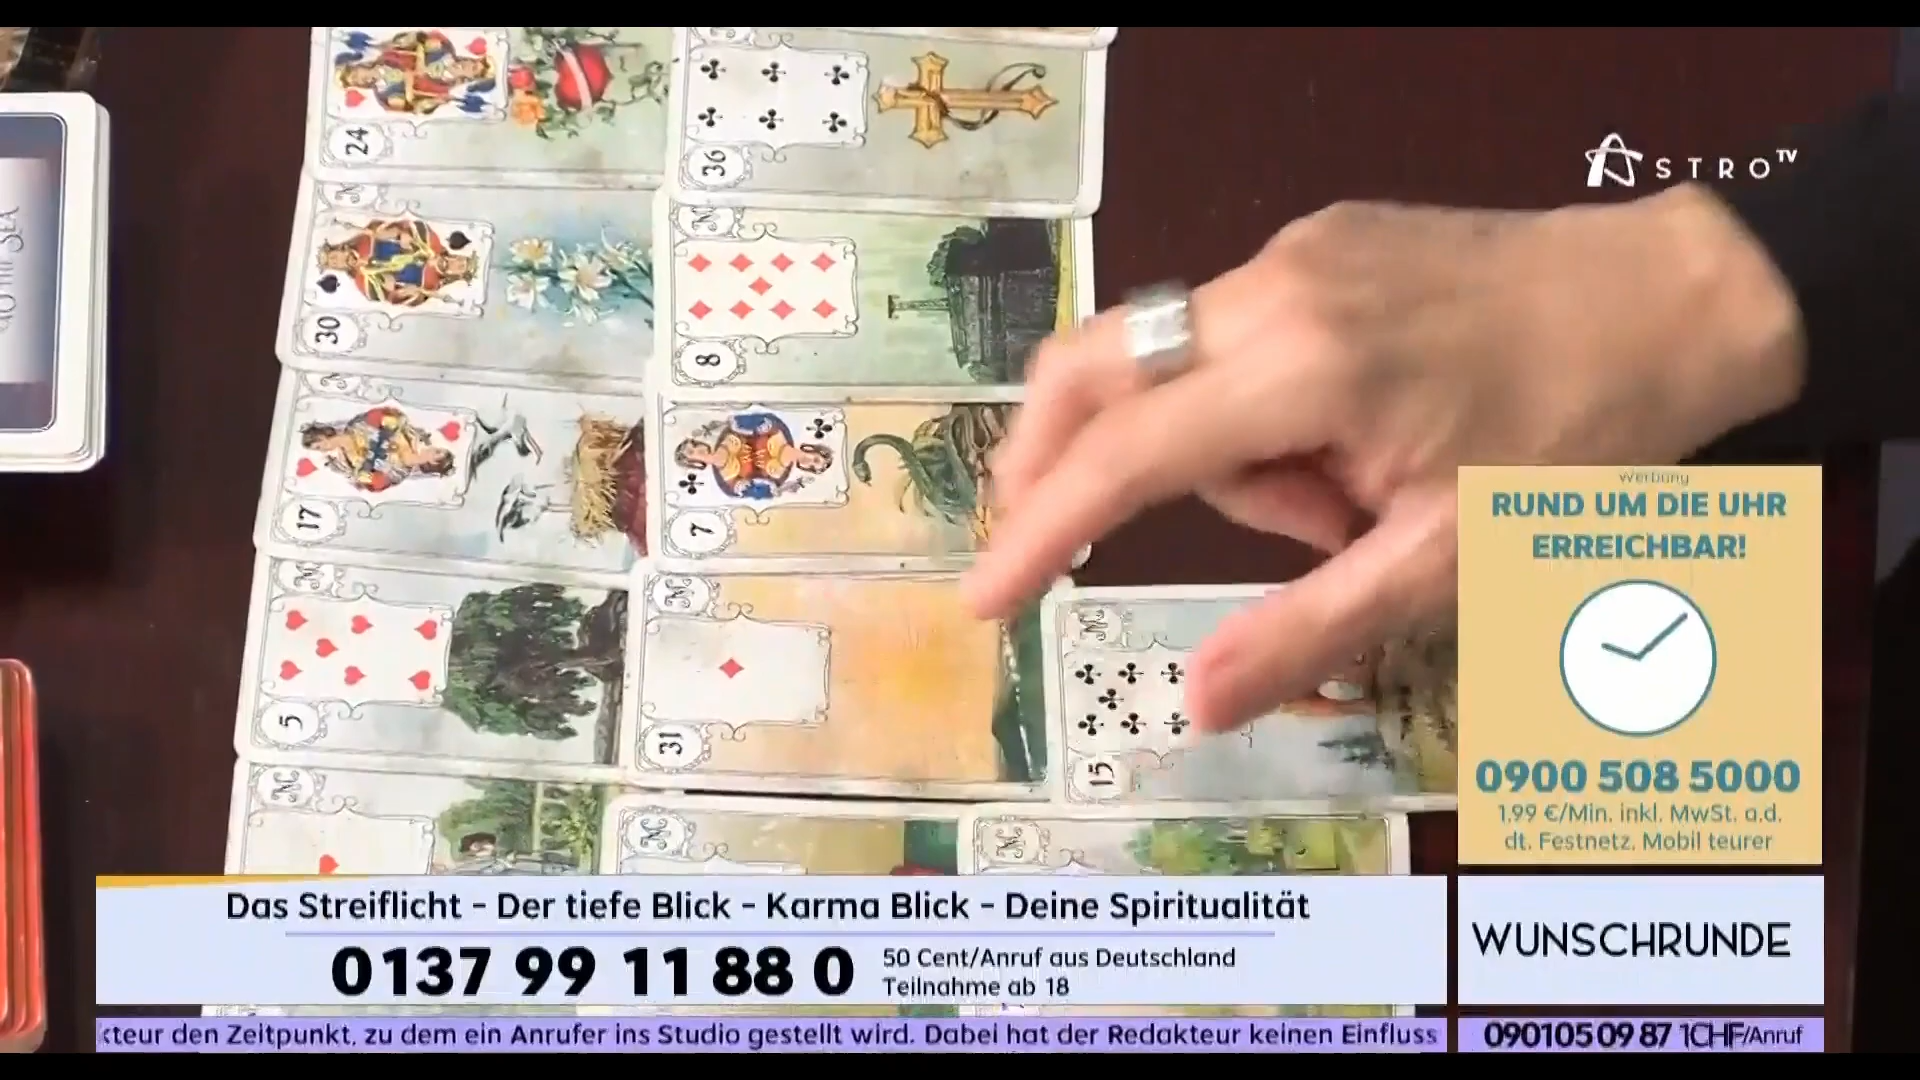 24
36
ASTRO TV
30
8
17
7
5
31
15
Werbung
RUND UM DIE UHR
ERREICHBAR!
0900 508 5000
1,99 €/Min. inkl. MwSt. a.d.
dt. Festnetz. Mobil teurer
Das Streiflicht - Der tiefe Blick - Karma Blick - Deine Spiritualität
0137 99 11 88 0
50 Cent/Anruf aus Deutschland
Teilnahme ab 18
WUNSCHRUNDE
kteur den Zeitpunkt, zu dem ein Anrufer ins Studio gestellt wird. Dabei hat der Redakteur keinen Einfluss
0901 05 09 87 1CHF/Anruf